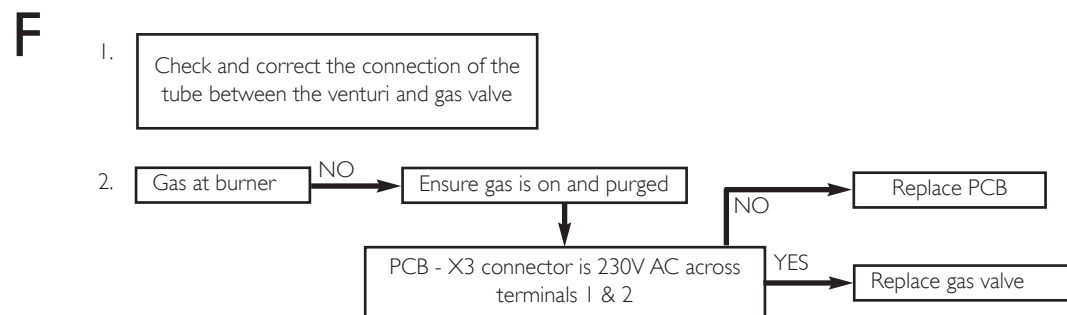 F
1.
Check and correct the connection of the
tube between the venturi and gas valve
2.
Gas at burner
NO
Ensure gas is on and purged
NO
Replace PCB
PCB - X3 connector is 230V AC across
terminals 1 & 2
YES
Replace gas valve